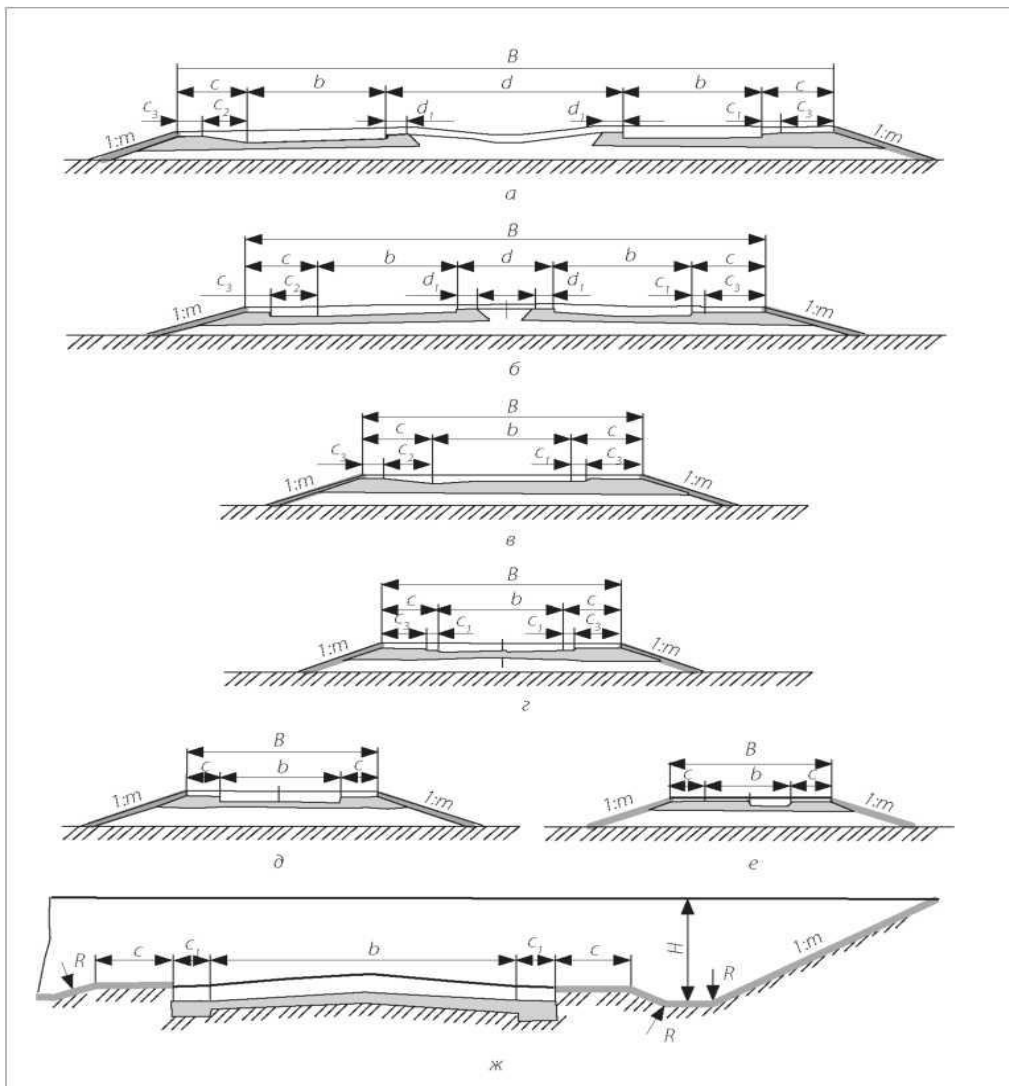 B
c b d b c
c₃ c₂ d₁ d₁ c₁ c₃
1:m 1:m
а
B
c b d b c
c₃ c₂ d₁ d₁ c₁ c₃
1:m 1:m
б
B
c b c
c₃ c₂ c₁ c₃
1:m 1:m
в
B
c b c
c₃ c₁ c₁ c₃
1:m 1:m
г
B B
c b c c b c
1:m 1:m 1:m 1:m
д е
R c c₁ b c₁ c H R 1:m
R
ж